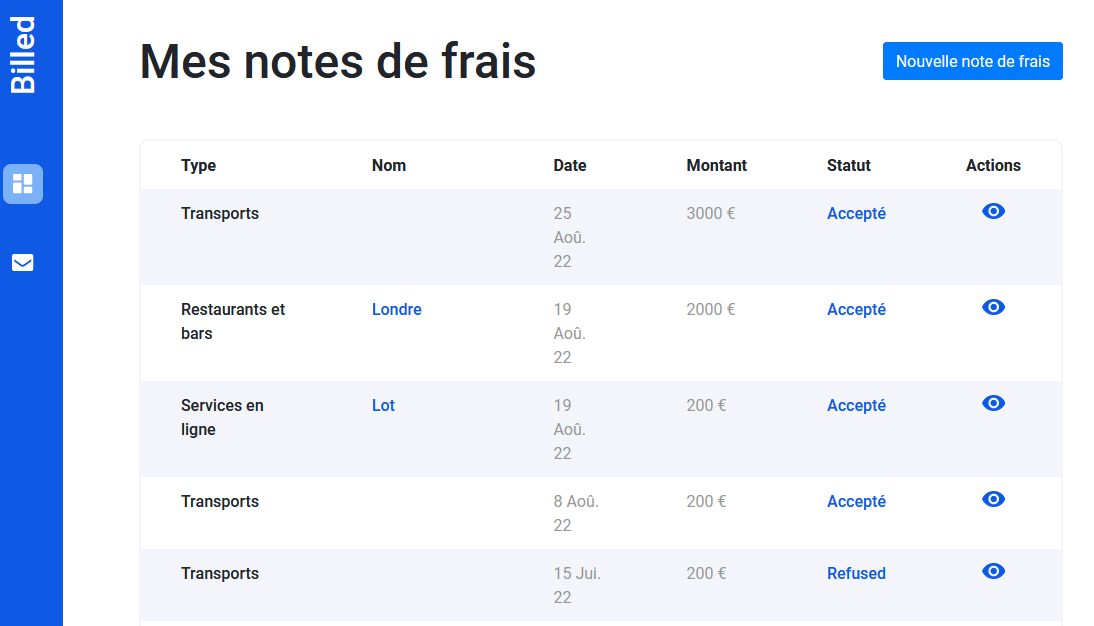 Billed
Mes notes de frais
Nouvelle note de frais
Type Nom Date Montant Statut Actions
Transports 25 3000 € Accepté
Aoû.
22
Restaurants et Londre 19 2000 € Accepté
bars Aoû.
22
Services en Lot 19 200 € Accepté
ligne Aoû.
22
Transports 8 Aoû. 200 € Accepté
22
Transports 15 Jui. 200 € Refused
22